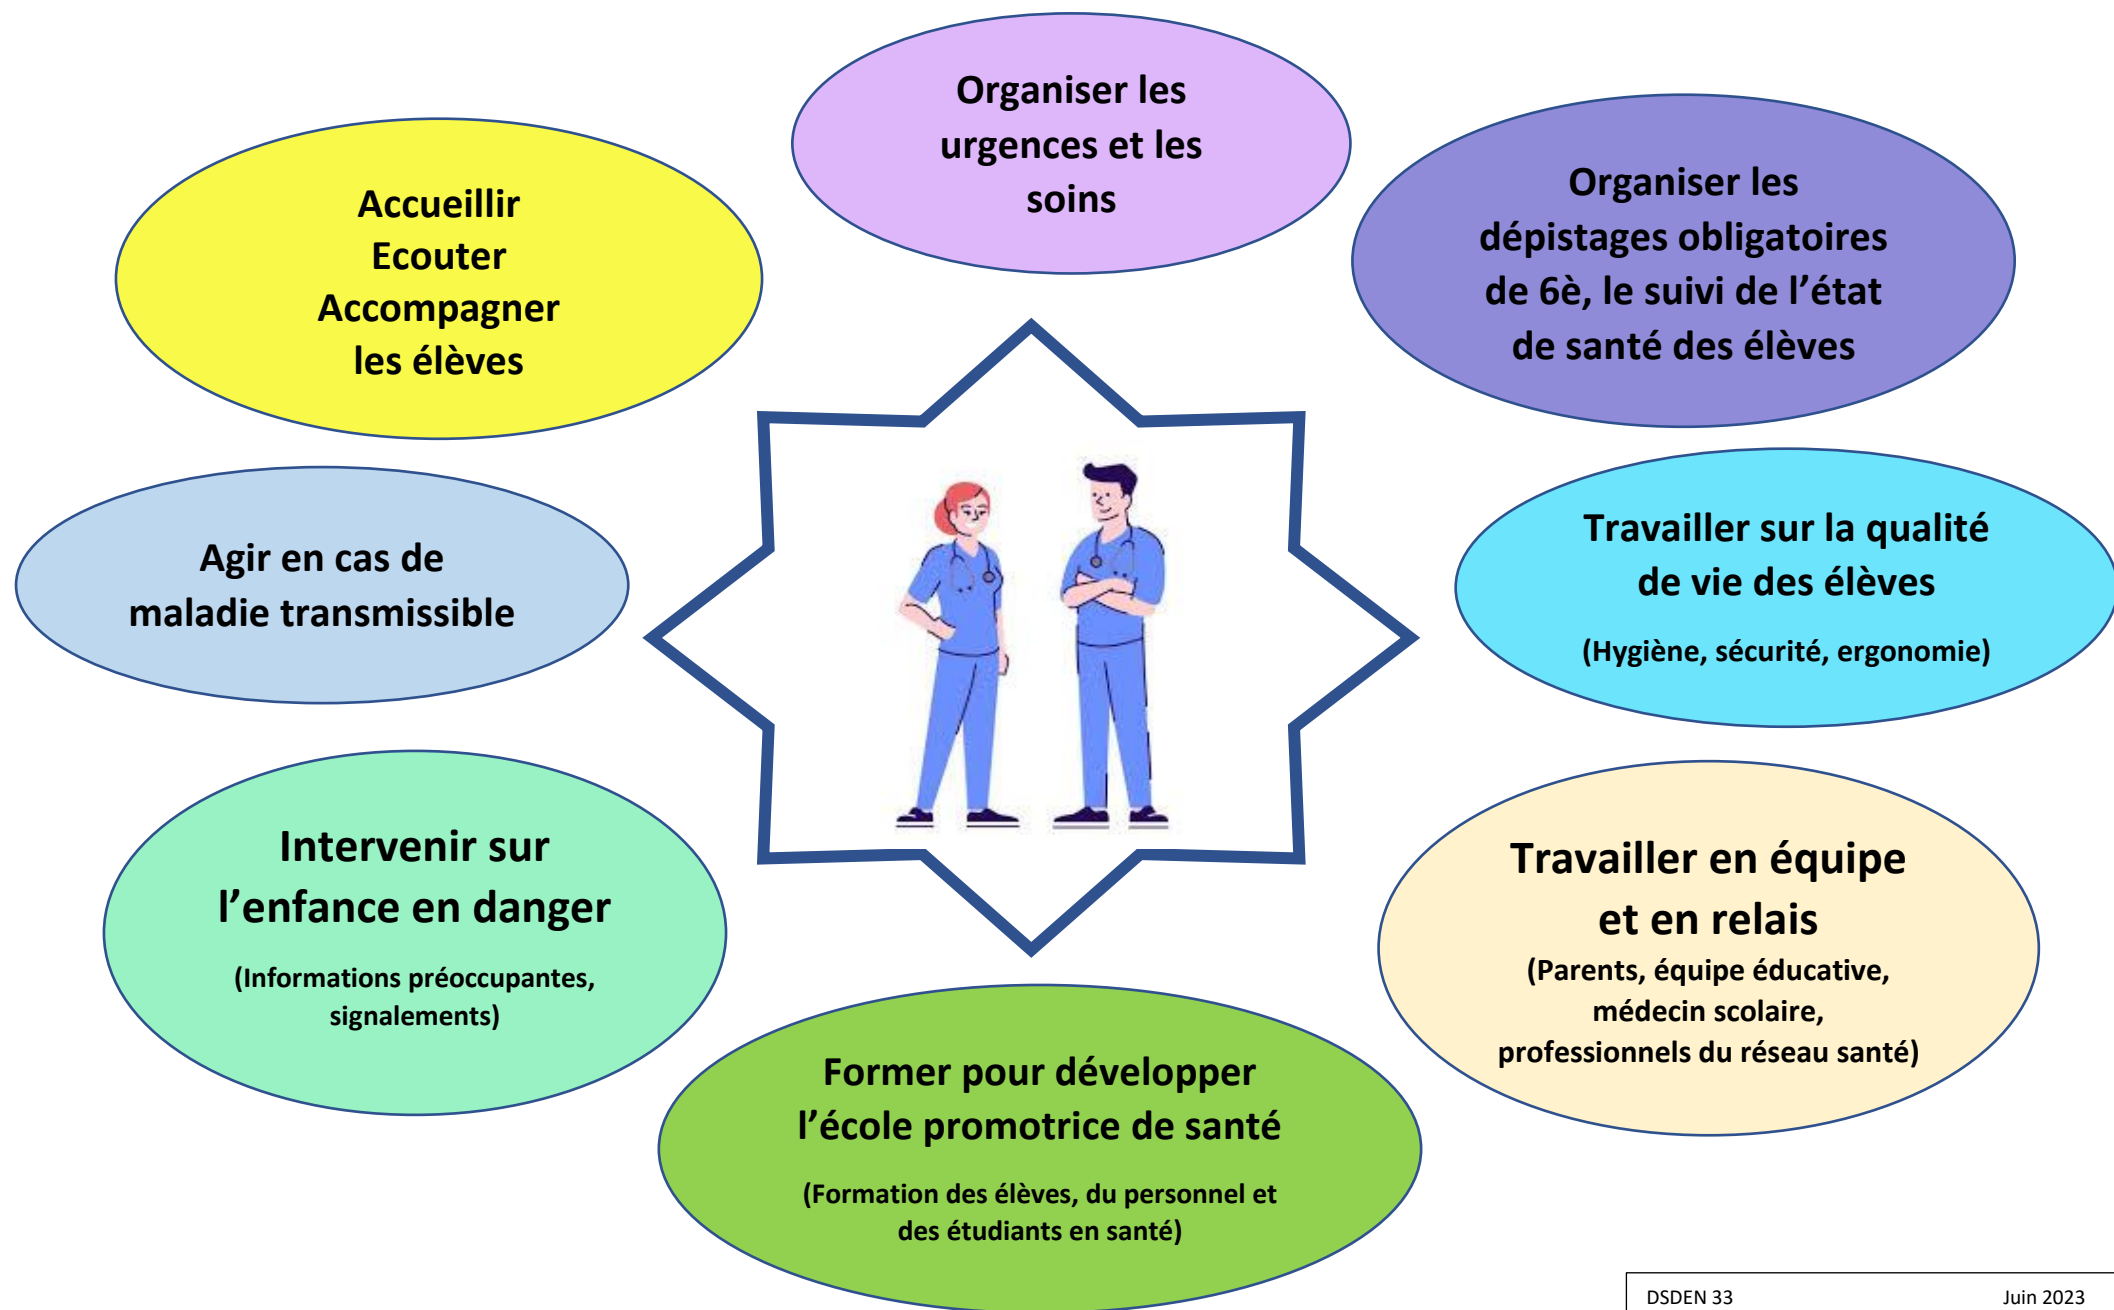 Organiser les
urgences et les
soins
Accueillir
Ecouter
Accompagner
les élèves
Organiser les
dépistages obligatoires
de 6è, le suivi de l’état
de santé des élèves
Agir en cas de
maladie transmissible
Travailler sur la qualité
de vie des élèves
(Hygiène, sécurité, ergonomie)
Intervenir sur
l’enfance en danger
(Informations préoccupantes,
signalements)
Travailler en équipe
et en relais
(Parents, équipe éducative,
médecin scolaire,
professionnels du réseau santé)
Former pour développer
l’école promotrice de santé
(Formation des élèves, du personnel et
des étudiants en santé)
DSDEN 33 Juin 2023